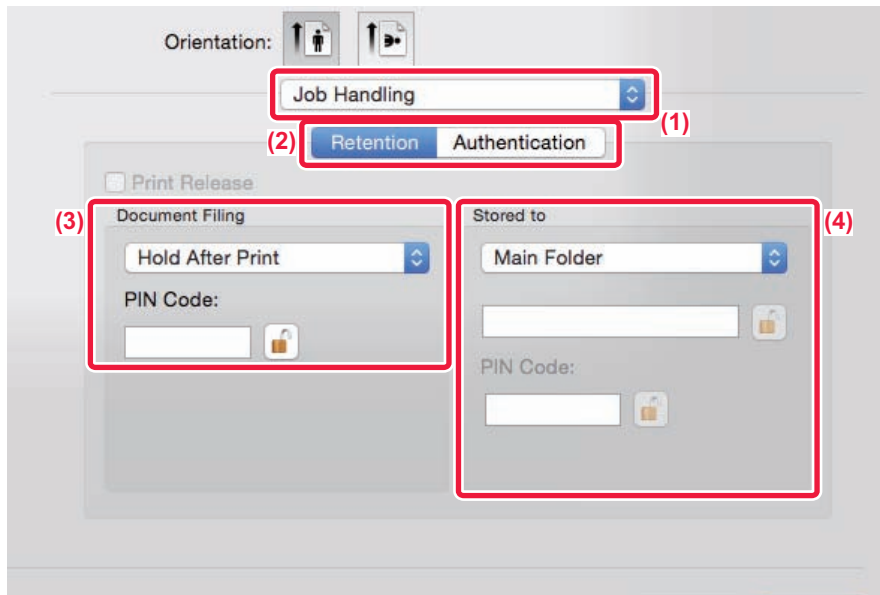 Orientation:
Job Handling
(1)
(2)
Retention Authentication
Print Release
(3)
Document Filing
Hold After Print
PIN Code:
Stored to
(4)
Main Folder
PIN Code: